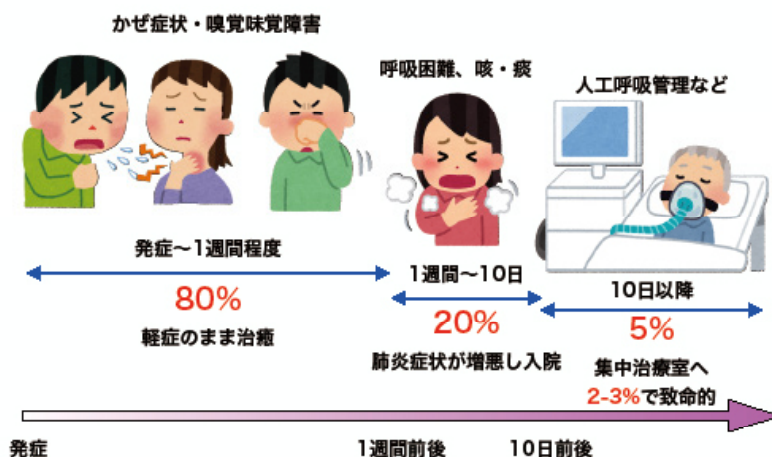 かぜ症状・嗅覚味覚障害
呼吸困難、咳・痰
人工呼吸管理など
発症〜1週間程度
80%
軽症のまま治癒
1週間〜10日
20%
肺炎症状が増悪し入院
10日以降
5%
集中治療室へ
2-3%で致命的
発症
1週間前後
10日前後